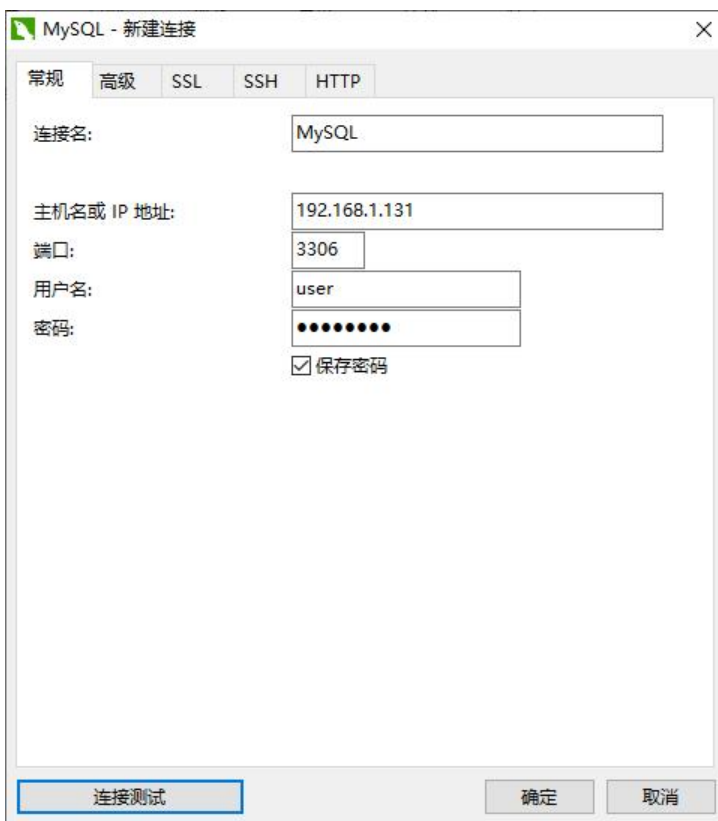 MySQL - 新建连接
常规 高级 SSL SSH HTTP
连接名: MySQL
主机名或 IP 地址: 192.168.1.131
端口: 3306
用户名: user
密码: ●●●●●●●●
保存密码
连接测试 确定 取消